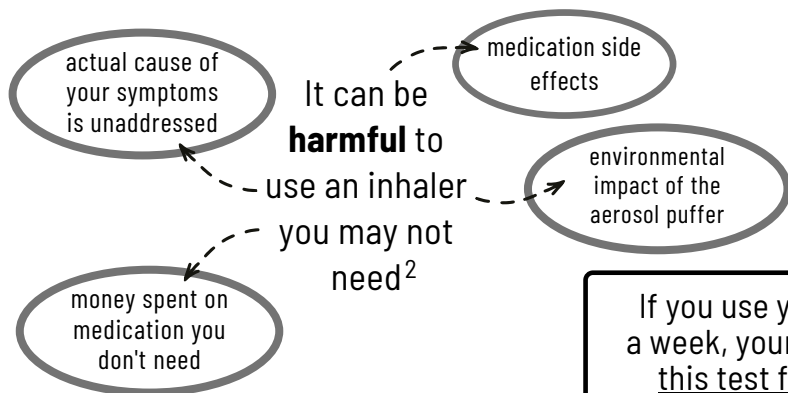 actual cause of
your symptoms
is unaddressed
It can be
harmful to
use an inhaler
you may not
need²
medication side
effects
environmental
impact of the
aerosol puffer
money spent on
medication you
don't need
If you use
a week, your
this test